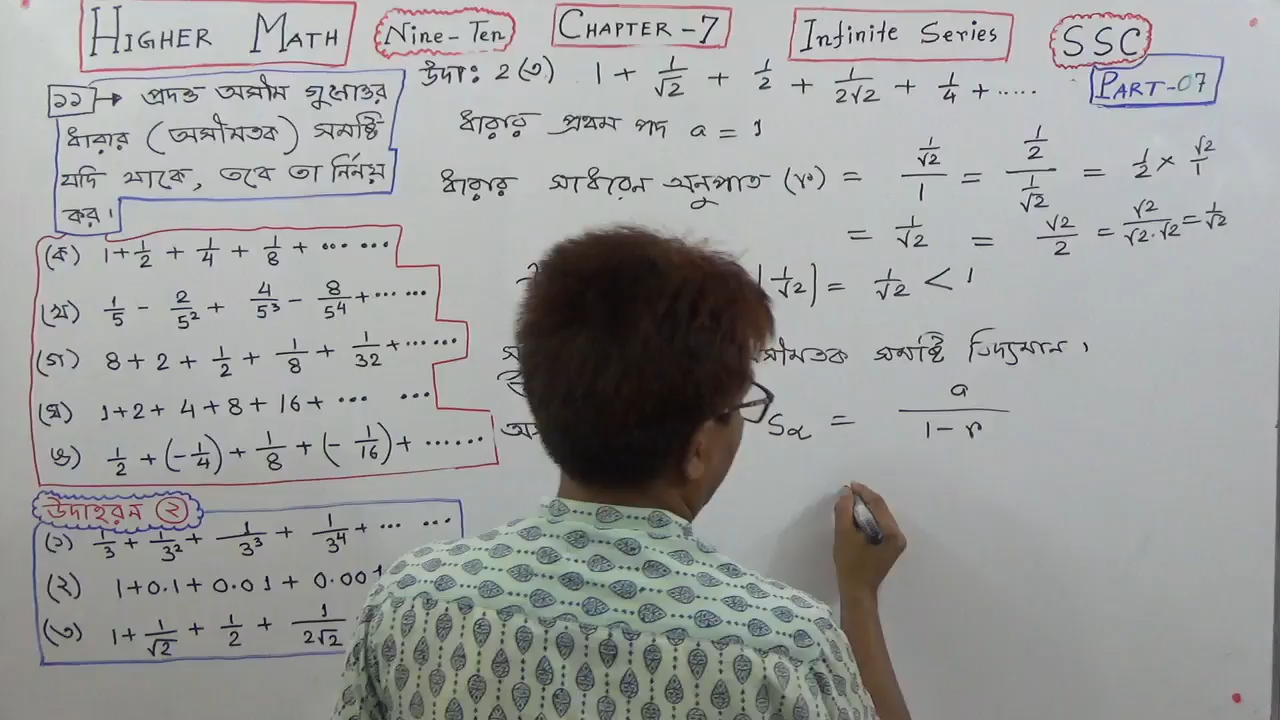 HIGHER MATH
NINE-TEN
CHAPTER-7
Infinite Series
SSC
PART-07
১১ → প্রদত্ত অসীম গুনোত্তর
ধারার (অসীমতক) সমষ্টি
যদি থাকে, তবে তা নির্নয়
কর।
(ক) 1 + 1/2 + 1/4 + 1/8 + ... ...
(খ) 1/5 - 2/5² + 4/5³ - 8/5⁴ + ... ...
(গ) 8 + 2 + 1/2 + 1/8 + 1/32 + ... ...
(ঘ) 1 + 2 + 4 + 8 + 16 + ... ...
(ঙ) 1/2 + (-1/4) + 1/8 + (-1/16) + ......
উদাহরন ২
(১) 1/3 + 1/3² + 1/3³ + 1/3⁴ + ... ...
(২) 1 + 0.1 + 0.01 + 0.001
(৩) 1 + 1/√2 + 1/2 + 1/2√2
উদা: 2(৩) 1 + 1/√2 + 1/2 + 1/2√2 + 1/4 + .....
ধারার প্রথম পদ a = 1
ধারার সাধারন অনুপাত (r) = (1/√2)/1 = (1/2)/(1/√2) = 1/2 × √2/1
= 1/√2 = √2/2 = √2/√2.√2 = 1/√2
|1/√2| = 1/√2 < 1
সমষ্টি বিদ্যমান।
S∝ = a/1-r